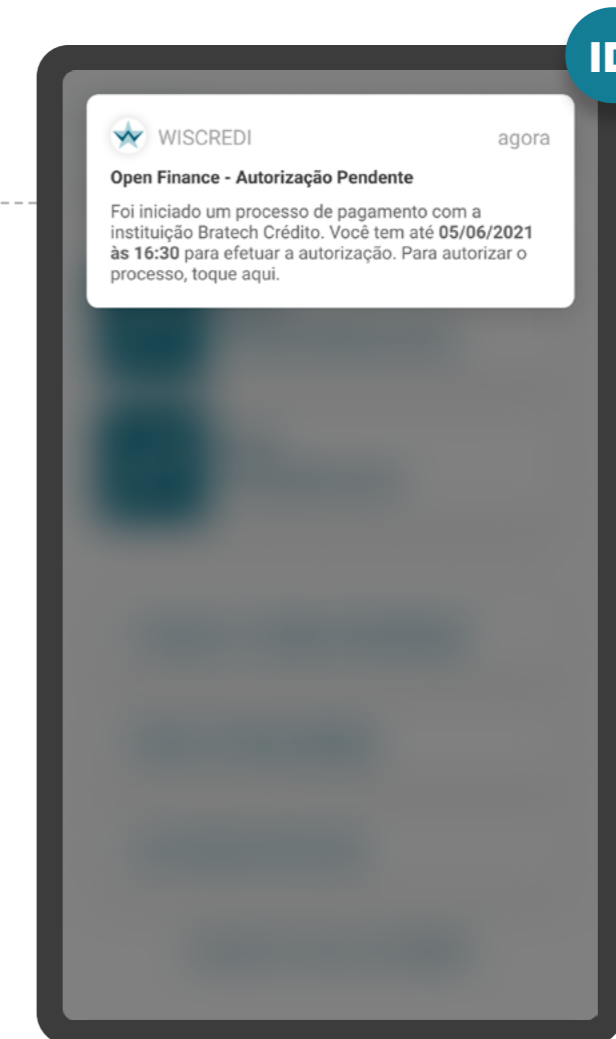 ID
WISCREDI
agora
Open Finance - Autorização Pendente
Foi iniciado um processo de pagamento com a
instituição Bratech Crédito. Você tem até 05/06/2021
às 16:30 para efetuar a autorização. Para autorizar o
processo, toque aqui.